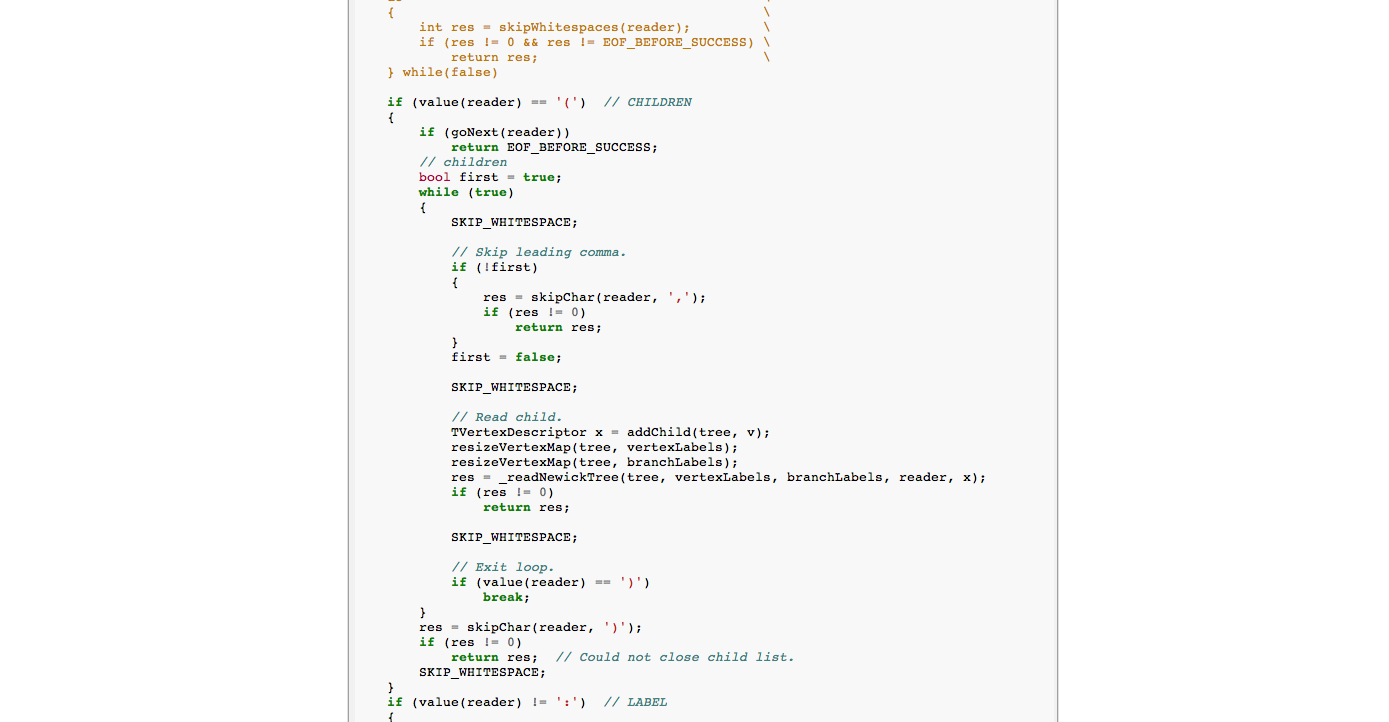 {                                              \
    int res = skipWhitespaces(reader);         \
    if (res != 0 && res != EOF_BEFORE_SUCCESS) \
        return res;                            \
} while(false)

if (value(reader) == '(')  // CHILDREN
{
    if (goNext(reader))
        return EOF_BEFORE_SUCCESS;
    // children
    bool first = true;
    while (true)
    {
        SKIP_WHITESPACE;

        // Skip leading comma.
        if (!first)
        {
            res = skipChar(reader, ',');
            if (res != 0)
                return res;
        }
        first = false;

        SKIP_WHITESPACE;

        // Read child.
        TVertexDescriptor x = addChild(tree, v);
        resizeVertexMap(tree, vertexLabels);
        resizeVertexMap(tree, branchLabels);
        res = _readNewickTree(tree, vertexLabels, branchLabels, reader, x);
        if (res != 0)
            return res;

        SKIP_WHITESPACE;

        // Exit loop.
        if (value(reader) == ')')
            break;
    }
    res = skipChar(reader, ')');
    if (res != 0)
        return res;  // Could not close child list.
    SKIP_WHITESPACE;
}
if (value(reader) != ':')  // LABEL
{